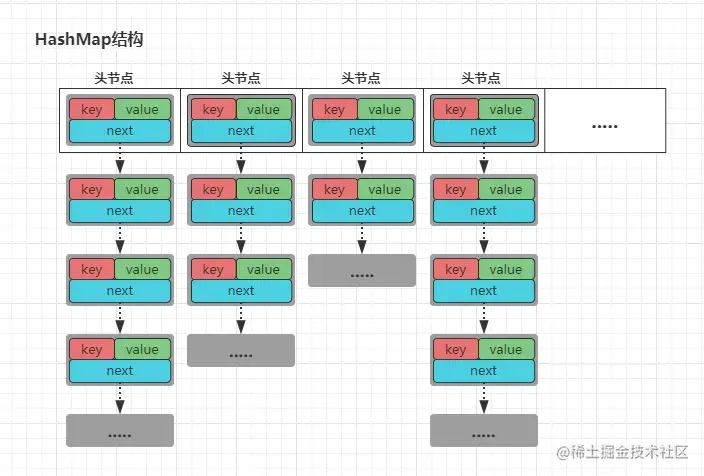 HashMap结构
头节点 头节点 头节点 头节点
key value key value key value key value
next next next next
.....
key value key value key value key value
next next next next
key value key value ..... key value
next next next
key value ..... key value
next next
..... .....
@稀土掘金技术社区